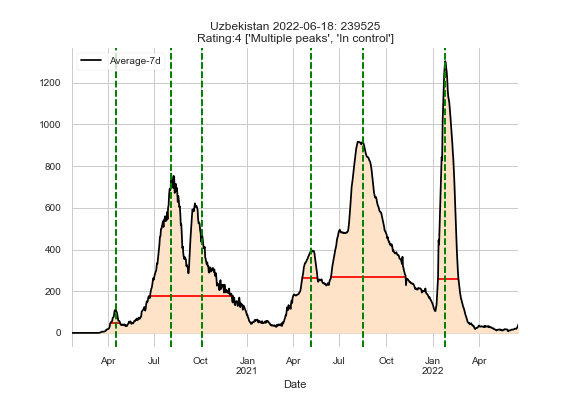 Uzbekistan 2022-06-18: 239525
Rating:4 ['Multiple peaks', 'In control']
Average-7d
1200
1000
800
600
400
200
0
Apr Jul Oct Jan Apr Jul Oct Jan Apr
2021 2022
Date